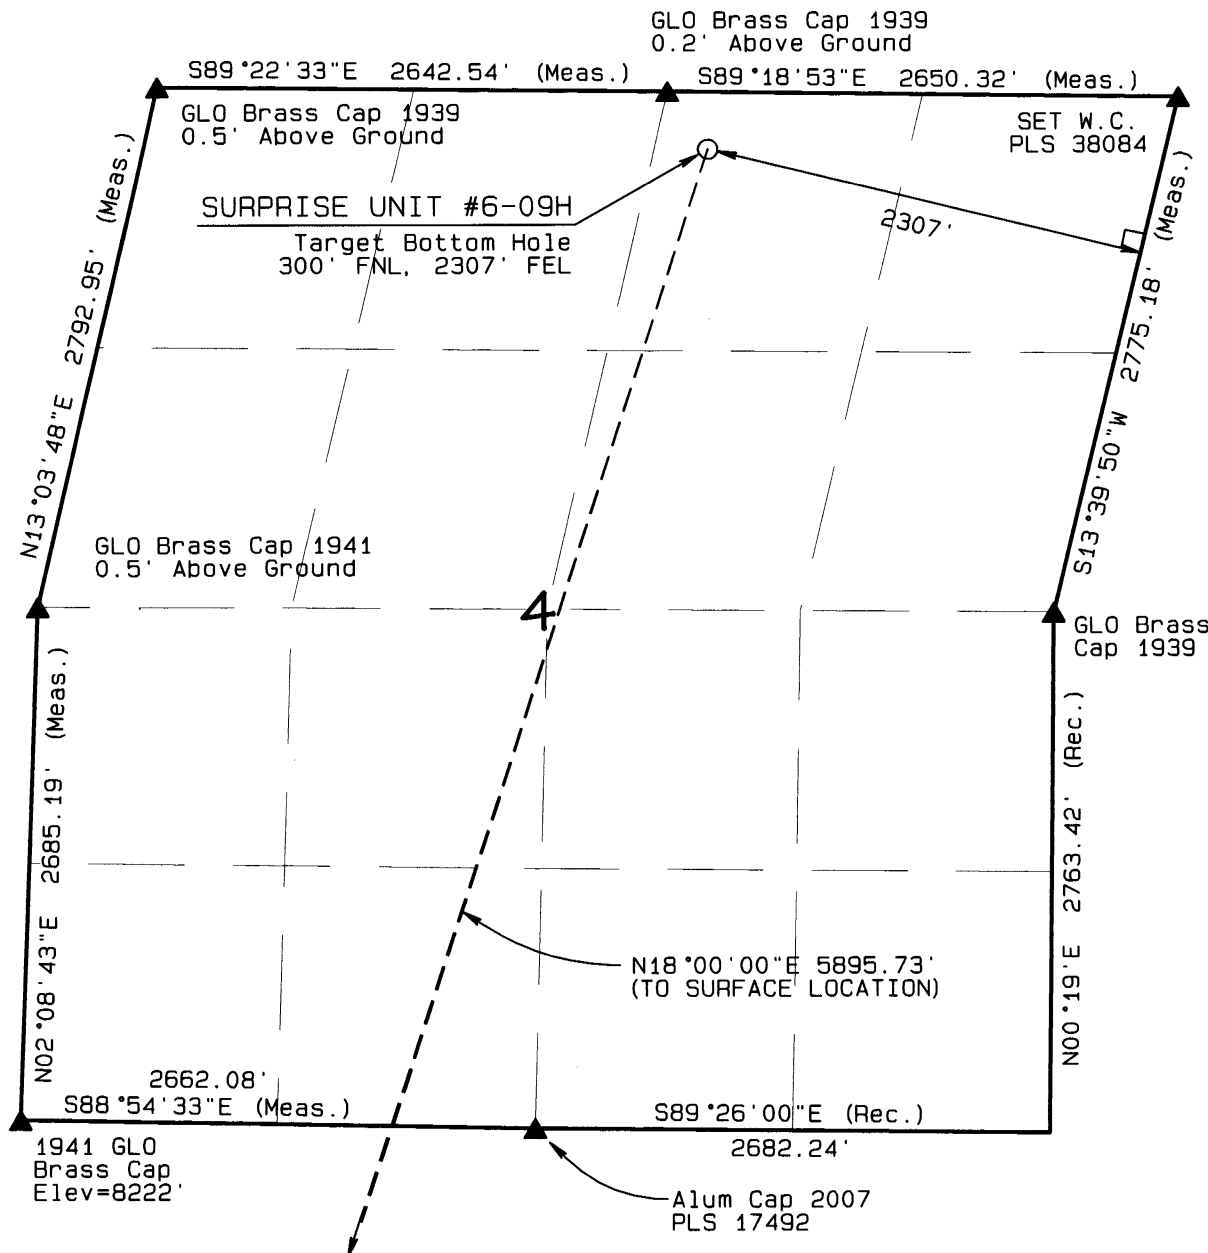 GLO Brass Cap 1939
0.2' Above Ground
S89°22'33"E 2642.54' (Meas.)
S89°18'53"E 2650.32' (Meas.)
GLO Brass Cap 1939
0.5' Above Ground
SET W.C.
PLS 38084
SURPRISE UNIT #6-09H
Target Bottom Hole
300' FNL, 2307' FEL
2307'
N13°03'48"E 2792.95' (Meas.)
S13°39'50"W 2775.18' (Meas.)
GLO Brass Cap 1941
0.5' Above Ground
4
GLO Brass
Cap 1939
N02°08'43"E 2685.19' (Meas.)
N00°19'E 2763.42' (Rec.)
N18°00'00"E 5895.73'
(TO SURFACE LOCATION)
2662.08'
S88°54'33"E (Meas.)
S89°26'00"E (Rec.)
2682.24'
1941 GLO
Brass Cap
Elev=8222'
Alum Cap 2007
PLS 17492